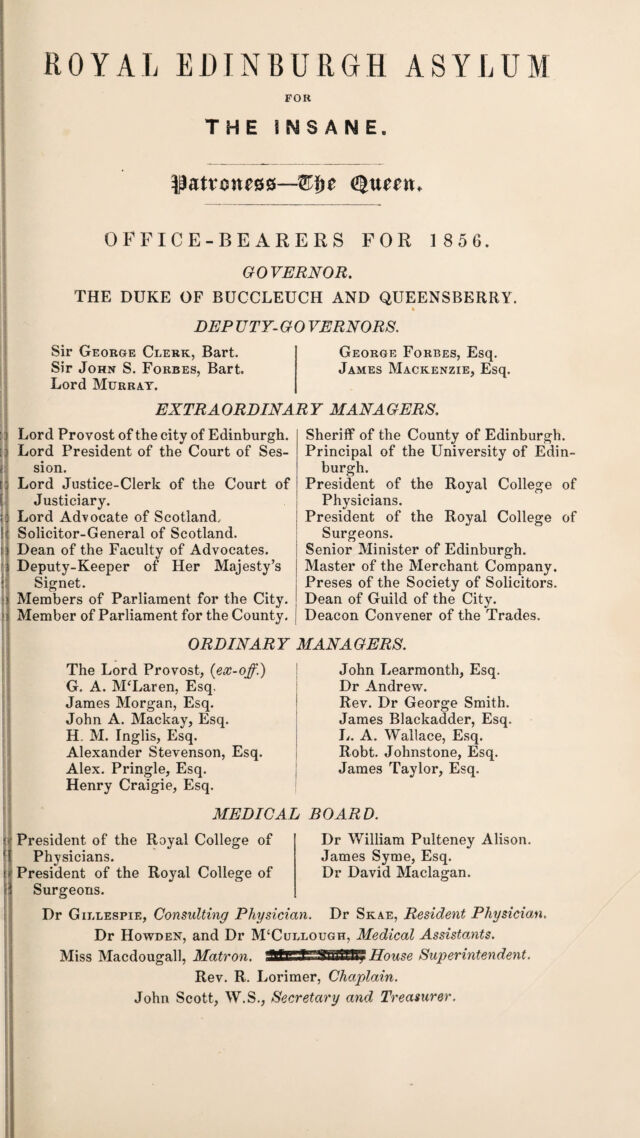 ROYAL EDINBURGH ASYLUM
FOR
THE INSANE.
Patroness—The Queen.
OFFICE-BEARERS FOR 1856.
GOVERNOR.
THE DUKE OF BUCCLEUCH AND QUEENSBERRY.
DEPUTY-GOVERNORS.
Sir George Clerk, Bart.
Sir John S. Forbes, Bart.
Lord Murray.
George Forbes, Esq.
James Mackenzie, Esq.
EXTRAORDINARY MANAGERS.
Lord Provost of the city of Edinburgh.
Lord President of the Court of Ses-
sion.
Lord Justice-Clerk of the Court of
Justiciary.
Lord Advocate of Scotland.
Solicitor-General of Scotland.
Dean of the Faculty of Advocates.
Deputy-Keeper of Her Majesty's
Signet.
Members of Parliament for the City.
Member of Parliament for the County.
Sheriff of the County of Edinburgh.
Principal of the University of Edin-
burgh.
President of the Royal College of
Physicians.
President of the Royal College of
Surgeons.
Senior Minister of Edinburgh.
Master of the Merchant Company.
Preses of the Society of Solicitors.
Dean of Guild of the City.
Deacon Convener of the Trades.
ORDINARY MANAGERS.
The Lord Provost, (ex-off.)
G. A. M‘Laren, Esq.
James Morgan, Esq.
John A. Mackay, Esq.
H. M. Inglis, Esq.
Alexander Stevenson, Esq.
Alex. Pringle, Esq.
Henry Craigie, Esq.
John Learmonth, Esq.
Dr Andrew.
Rev. Dr George Smith.
James Blackadder, Esq.
L. A. Wallace, Esq.
Robt. Johnstone, Esq.
James Taylor, Esq.
MEDICAL BOARD.
President of the Royal College of
Physicians.
President of the Royal College of
Surgeons.
Dr William Pulteney Alison.
James Syme, Esq.
Dr David Maclagan.
Dr Gillespie, Consulting Physician. Dr Skae, Resident Physician.
Dr Howden, and Dr M‘Cullough, Medical Assistants.
Miss Macdougall, Matron. House Superintendent.
Rev. R. Lorimer, Chaplain.
John Scott, W.S., Secretary and Treasurer.